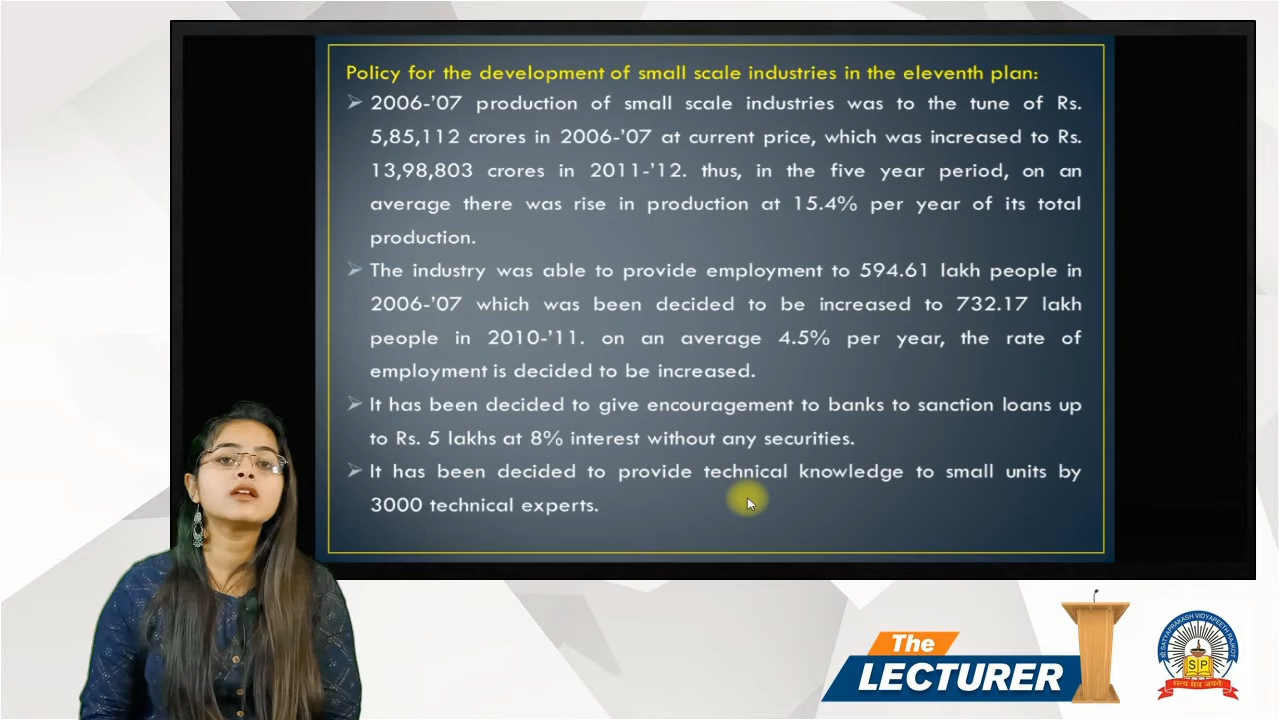 Policy for the development of small scale industries in the eleventh plan:
➢ 2006-'07 production of small scale industries was to the tune of Rs.
5,85,112 crores in 2006-'07 at current price, which was increased to Rs.
13,98,803 crores in 2011-'12. thus, in the five year period, on an
average there was rise in production at 15.4% per year of its total
production.
➢ The industry was able to provide employment to 594.61 lakh people in
2006-'07 which was been decided to be increased to 732.17 lakh
people in 2010-'11. on an average 4.5% per year, the rate of
employment is decided to be increased.
➢ It has been decided to give encouragement to banks to sanction loans up
to Rs. 5 lakhs at 8% interest without any securities.
➢ It has been decided to provide technical knowledge to small units by
3000 technical experts.
The
LECTURER
SHRI SATYAPRAKASH VIDYAPEETH RAJKOT
SP
सत्य मेव जयते